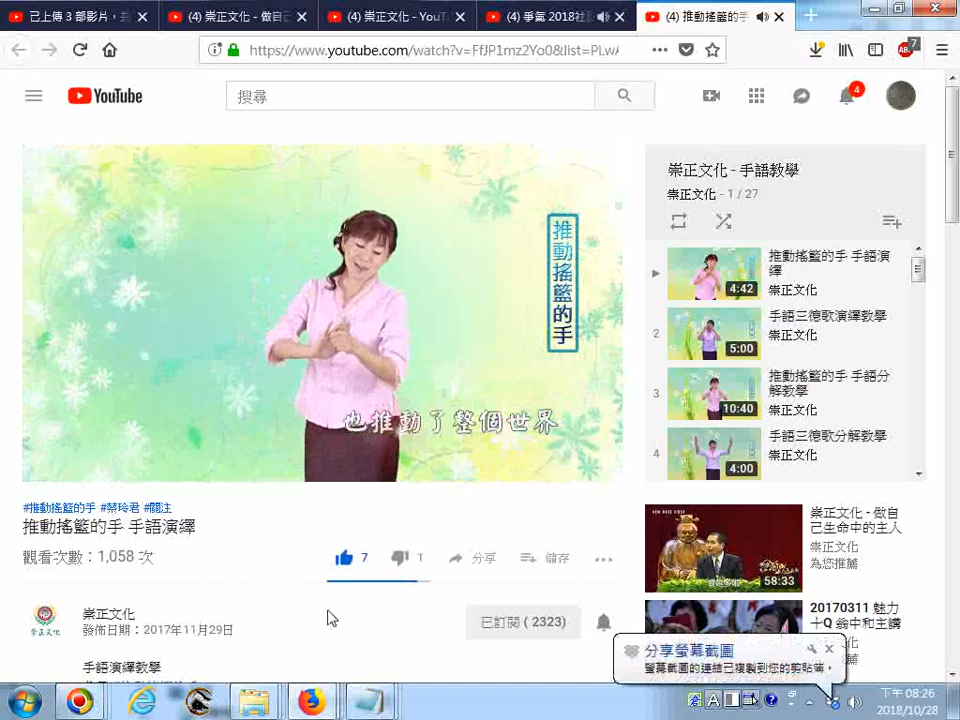 已上傳 3 部影片，
(4) 崇正文化 - 做自
(4) 崇正文化 - YouT
(4) 爭氣 2018社
(4) 推動搖籃的手
https://www.youtube.com/watch?v=FfJP1mz2Yo0&list=PLwA
7
YouTube
搜尋
4
推動搖籃的手
也推動了整個世界
崇正文化 - 手語教學
崇正文化 - 1 / 27
推動搖籃的手 手語演繹
崇正文化
4:42
2
手語三德歌演繹教學
崇正文化
5:00
3
推動搖籃的手 手語分解教學
崇正文化
10:40
4
手語三德歌分解教學
崇正文化
4:00
#推動搖籃的手 #蔡玲君 #關注
推動搖籃的手 手語演繹
觀看次數：1,058 次
7
1
分享
儲存
崇正文化
發佈日期：2017年11月29日
已訂閱 ( 2323)
手語演繹教學
崇正文化 - 做自己生命中的主人
崇正文化
為您推薦
58:33
20170311 魅力十Q 翁中和主講
分享螢幕截圖
螢幕截圖的連結已複製到您的剪貼簿。
下午 08:26
2018/10/28